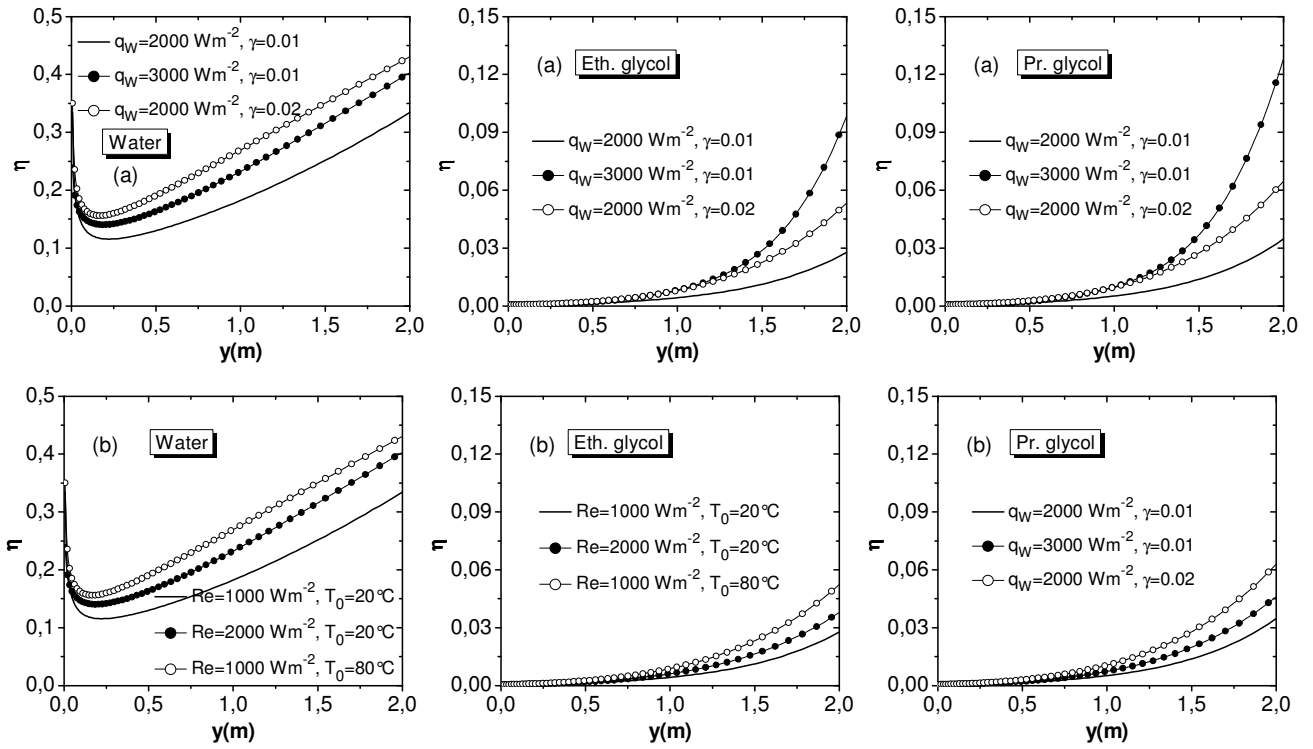 0,5
0,4
0,3
0,2
0,1
0,0
η
q_W=2000 Wm⁻², γ=0.01
q_W=3000 Wm⁻², γ=0.01
q_W=2000 Wm⁻², γ=0.02
Water
(a)
0,0 0,5 1,0 1,5 2,0
y(m)
0,15
0,12
0,09
0,06
0,03
0,00
η
(a) Eth. glycol
q_W=2000 Wm⁻², γ=0.01
q_W=3000 Wm⁻², γ=0.01
q_W=2000 Wm⁻², γ=0.02
0,0 0,5 1,0 1,5 2,0
y(m)
0,15
0,12
0,09
0,06
0,03
0,00
η
(a) Pr. glycol
q_W=2000 Wm⁻², γ=0.01
q_W=3000 Wm⁻², γ=0.01
q_W=2000 Wm⁻², γ=0.02
0,0 0,5 1,0 1,5 2,0
y(m)
0,5
0,4
0,3
0,2
0,1
0,0
η
(b) Water
Re=1000 Wm⁻², T₀=20°C
Re=2000 Wm⁻², T₀=20°C
Re=1000 Wm⁻², T₀=80°C
0,0 0,5 1,0 1,5 2,0
y(m)
0,15
0,12
0,09
0,06
0,03
0,00
η
(b) Eth. glycol
Re=1000 Wm⁻², T₀=20°C
Re=2000 Wm⁻², T₀=20°C
Re=1000 Wm⁻², T₀=80°C
0,0 0,5 1,0 1,5 2,0
y(m)
0,15
0,12
0,09
0,06
0,03
0,00
η
(b) Pr. glycol
q_W=2000 Wm⁻², γ=0.01
q_W=3000 Wm⁻², γ=0.01
q_W=2000 Wm⁻², γ=0.02
0,0 0,5 1,0 1,5 2,0
y(m)